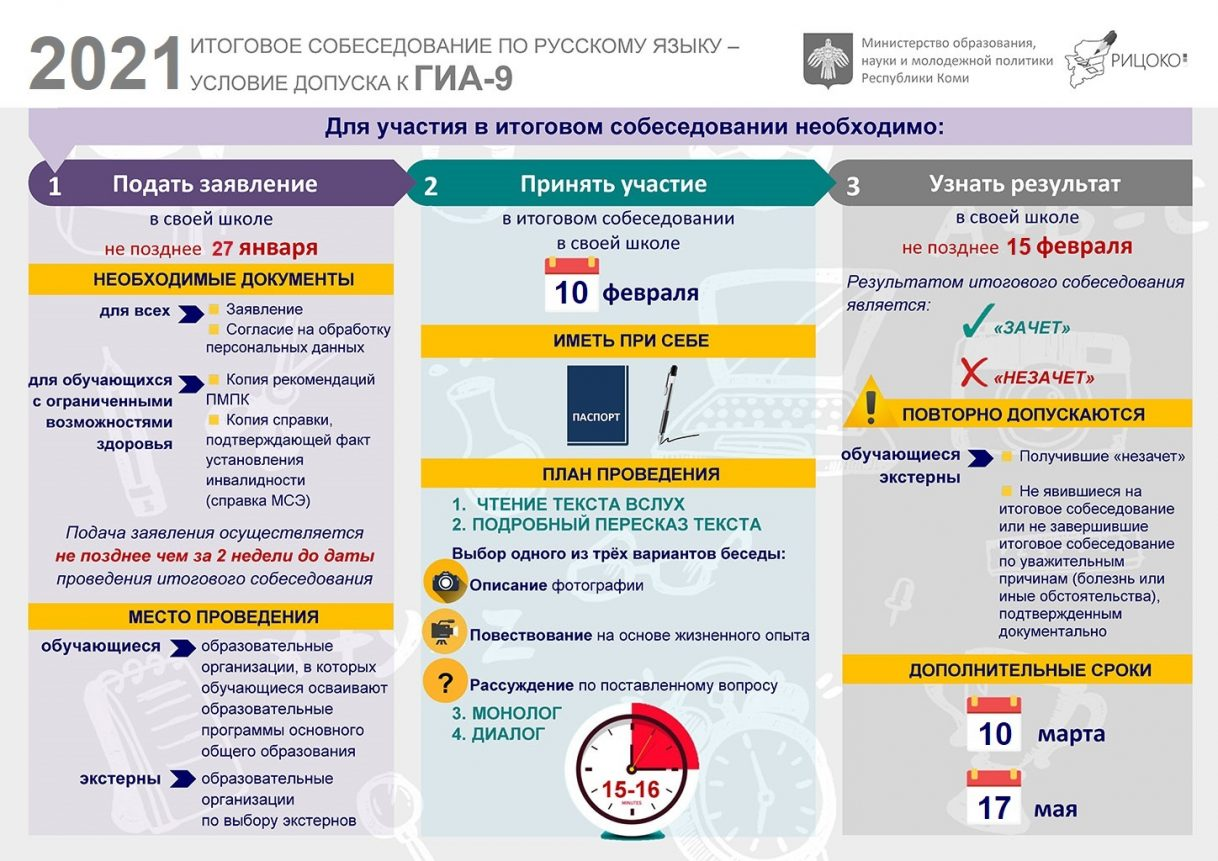 2021
ИТОГОВОЕ СОБЕСЕДОВАНИЕ ПО РУССКОМУ ЯЗЫКУ –
УСЛОВИЕ ДОПУСКА К ГИА-9
Министерство образования,
науки и молодежной политики
Республики Коми
РИЦОКО
Для участия в итоговом собеседовании необходимо:
1 Подать заявление
в своей школе
не позднее 27 января
НЕОБХОДИМЫЕ ДОКУМЕНТЫ
для всех
Заявление
Согласие на обработку
персональных данных
для обучающихся
с ограниченными
возможностями
здоровья
Копия рекомендаций
ПМПК
Копия справки,
подтверждающей факт
установления
инвалидности
(справка МСЭ)
Подача заявления осуществляется
не позднее чем за 2 недели до даты
проведения итогового собеседования
МЕСТО ПРОВЕДЕНИЯ
обучающиеся
образовательные
организации, в которых
обучающиеся осваивают
образовательные
программы основного
общего образования
экстерны
образовательные
организации
по выбору экстернов
2 Принять участие
в итоговом собеседовании
в своей школе
10 февраля
ИМЕТЬ ПРИ СЕБЕ
ПАСПОРТ
ПЛАН ПРОВЕДЕНИЯ
1. ЧТЕНИЕ ТЕКСТА ВСЛУХ
2. ПОДРОБНЫЙ ПЕРЕСКАЗ ТЕКСТА
Выбор одного из трёх вариантов беседы:
Описание фотографии
Повествование на основе жизненного опыта
? Рассуждение по поставленному вопросу
3. МОНОЛОГ
4. ДИАЛОГ
15-16
MINUTES
3 Узнать результат
в своей школе
не позднее 15 февраля
Результатом итогового собеседования
является:
«ЗАЧЕТ»
«НЕЗАЧЕТ»
! ПОВТОРНО ДОПУСКАЮТСЯ
обучающиеся
экстерны
Получившие «незачет»
Не явившиеся на
итоговое собеседование
или не завершившие
итоговое собеседование
по уважительным
причинам (болезнь или
иные обстоятельства),
подтвержденным
документально
ДОПОЛНИТЕЛЬНЫЕ СРОКИ
10 марта
17 мая